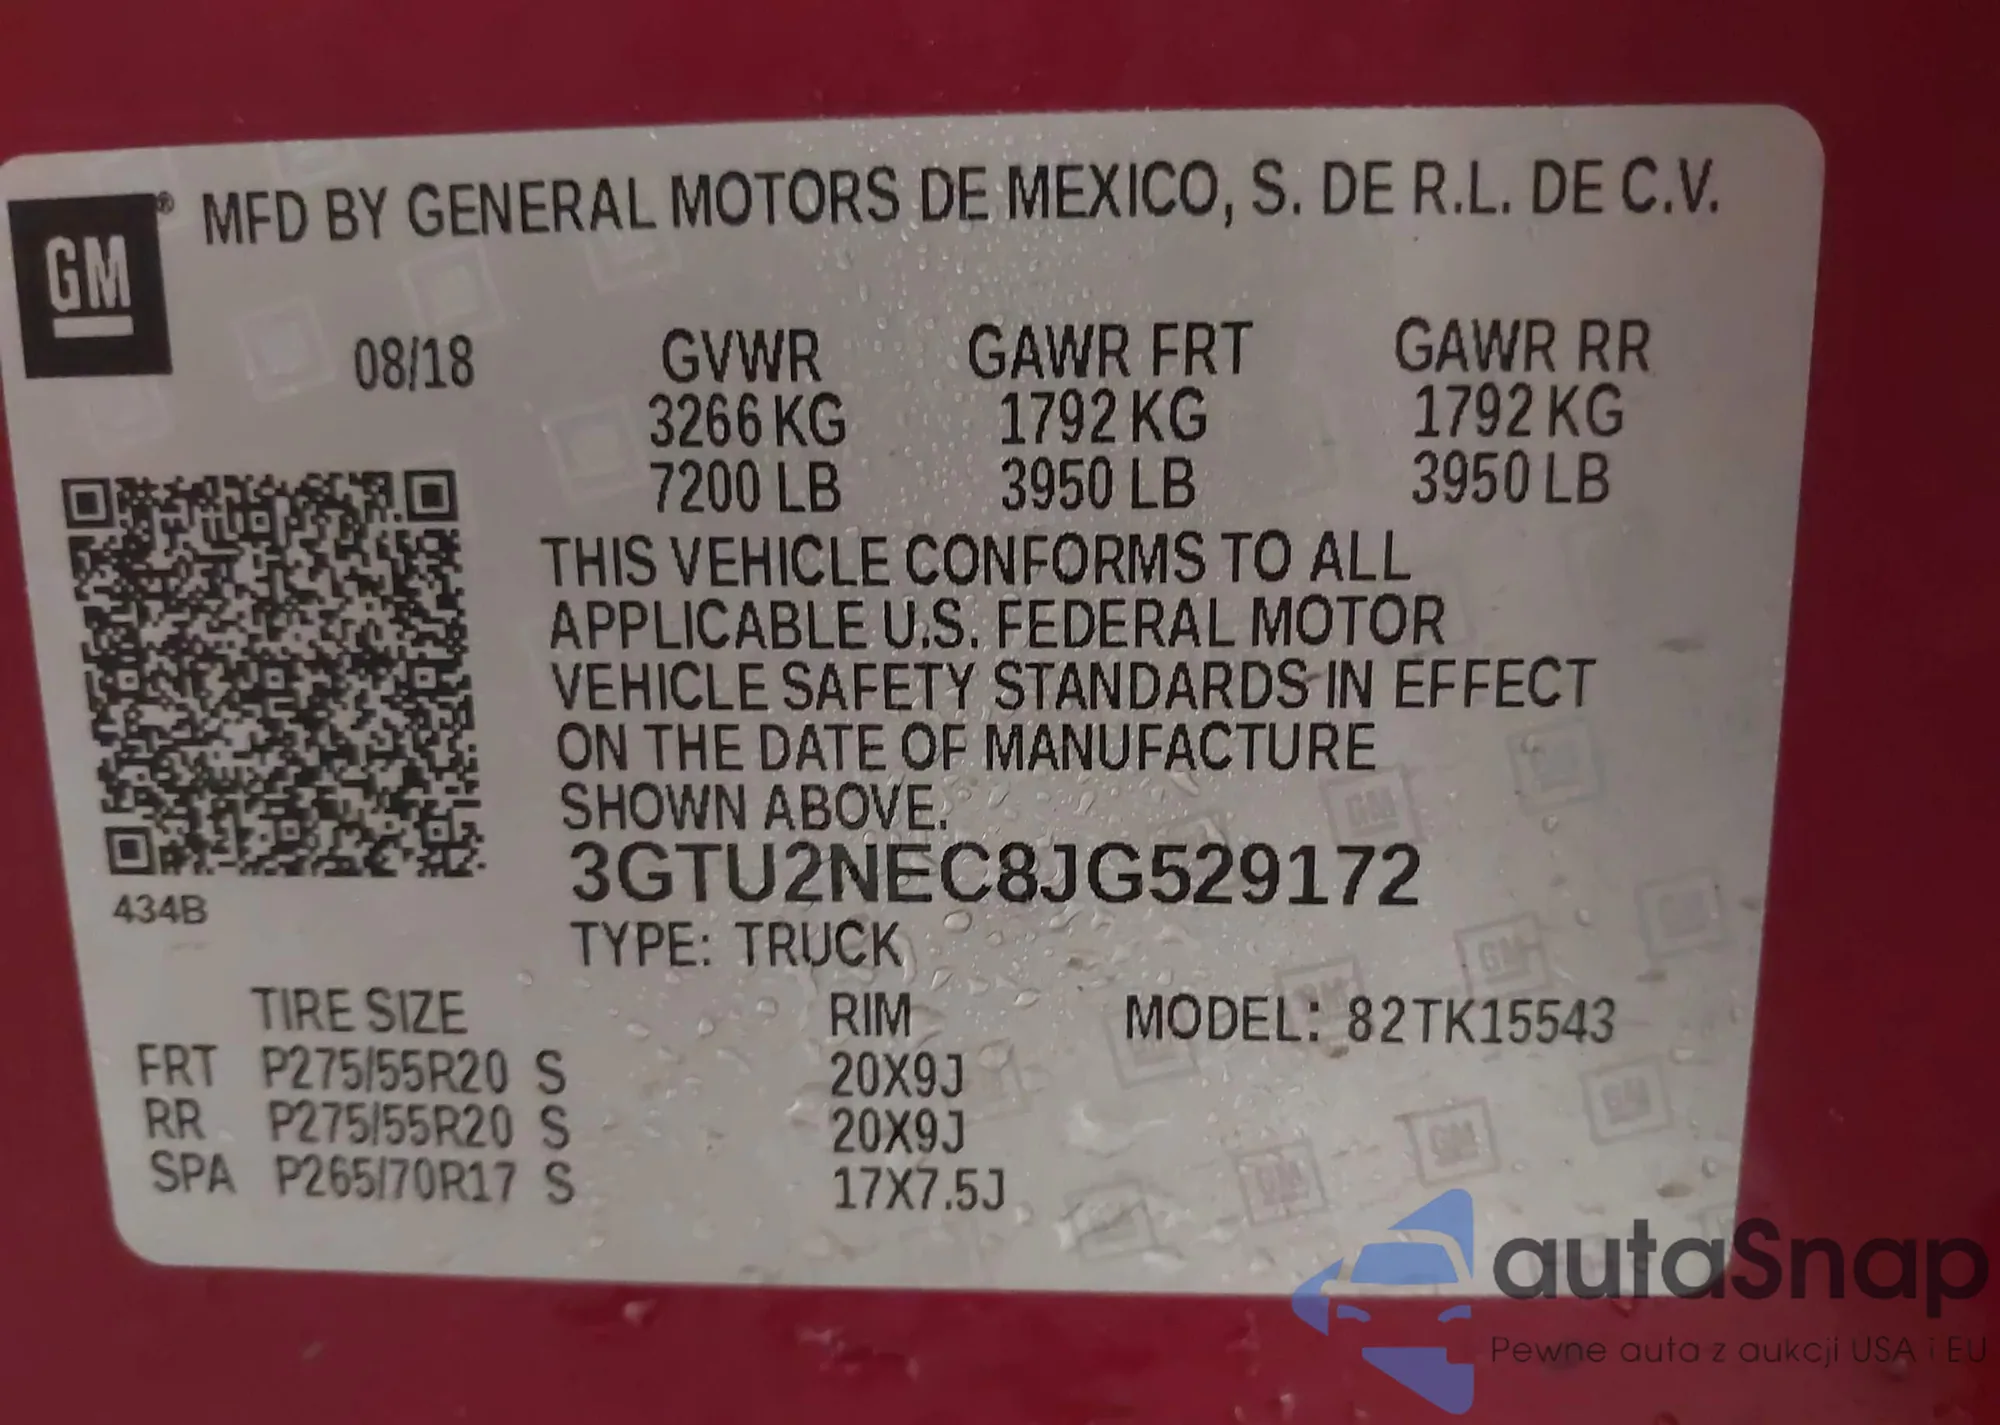 GM
MFD BY GENERAL MOTORS DE MEXICO, S. DE R.L. DE C.V.
08/18 GVWR GAWR FRT GAWR RR
3266 KG 1792 KG 1792 KG
7200 LB 3950 LB 3950 LB
THIS VEHICLE CONFORMS TO ALL
APPLICABLE U.S. FEDERAL MOTOR
VEHICLE SAFETY STANDARDS IN EFFECT
ON THE DATE OF MANUFACTURE
SHOWN ABOVE.
3GTU2NEC8JG529172
434B
TYPE: TRUCK
TIRE SIZE RIM MODEL: 82TK15543
FRT P275/55R20 S 20X9J
RR P275/55R20 S 20X9J
SPA P265/70R17 S 17X7.5J
autaSnap
Pewne auta z aukcji USA i EU